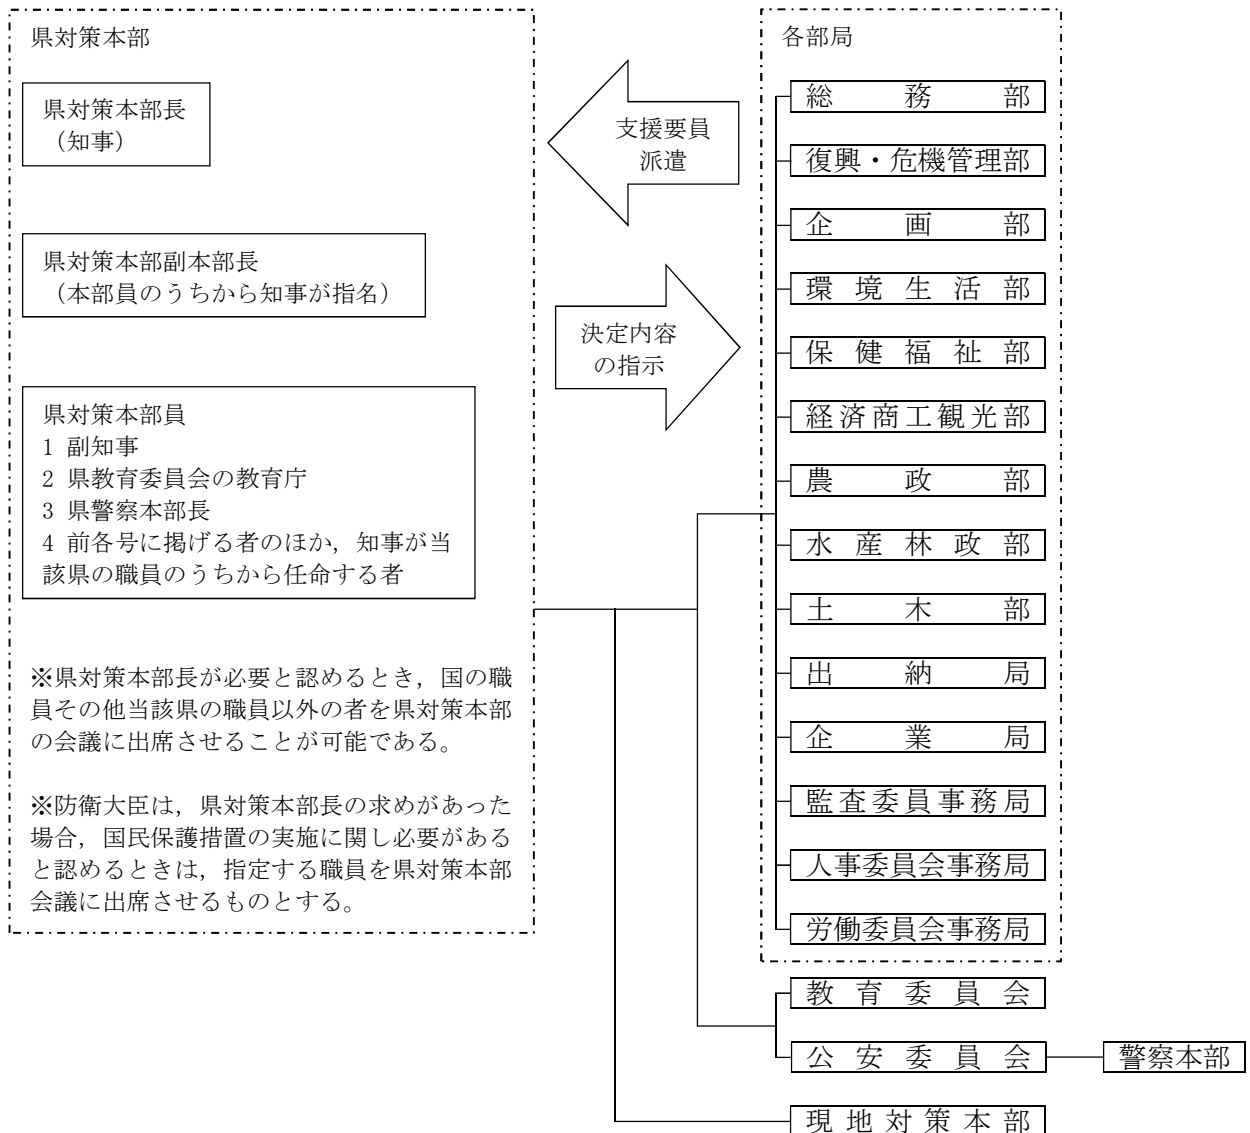 県対策本部
県対策本部長
（知事）
県対策本部副本部長
（本部員のうちから知事が指名）
県対策本部員
1 副知事
2 県教育委員会の教育庁
3 県警察本部長
4 前各号に掲げる者のほか，知事が当
該県の職員のうちから任命する者
※県対策本部長が必要と認めるとき，国の職
員その他当該県の職員以外の者を県対策本部
の会議に出席させることが可能である。
※防衛大臣は，県対策本部長の求めがあった
場合，国民保護措置の実施に関し必要がある
と認めるときは，指定する職員を県対策本部
会議に出席させるものとする。
支援要員
派遣
決定内容
の指示
各部局
総務部
復興・危機管理部
企画部
環境生活部
保健福祉部
経済商工観光部
農政部
水産林政部
土木部
出納局
企業局
監査委員事務局
人事委員会事務局
労働委員会事務局
教育委員会
公安委員会
警察本部
現地対策本部